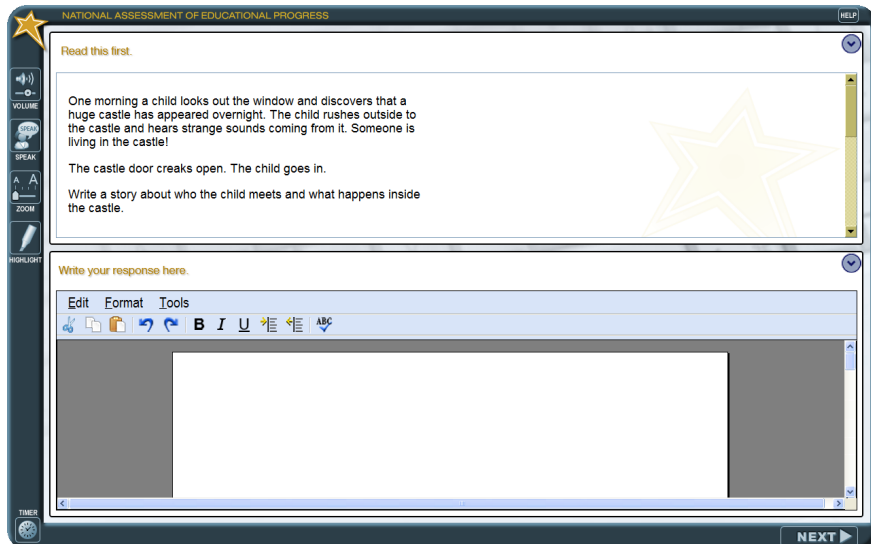 NATIONAL ASSESSMENT OF EDUCATIONAL PROGRESS
HELP
Read this first.
VOLUME
SPEAK
SPEAK
A A
ZOOM
HIGHLIGHT
One morning a child looks out the window and discovers that a
huge castle has appeared overnight. The child rushes outside to
the castle and hears strange sounds coming from it. Someone is
living in the castle!
The castle door creaks open. The child goes in.
Write a story about who the child meets and what happens inside
the castle.
Write your response here.
Edit Format Tools
B I U ABC
TIMER
NEXT